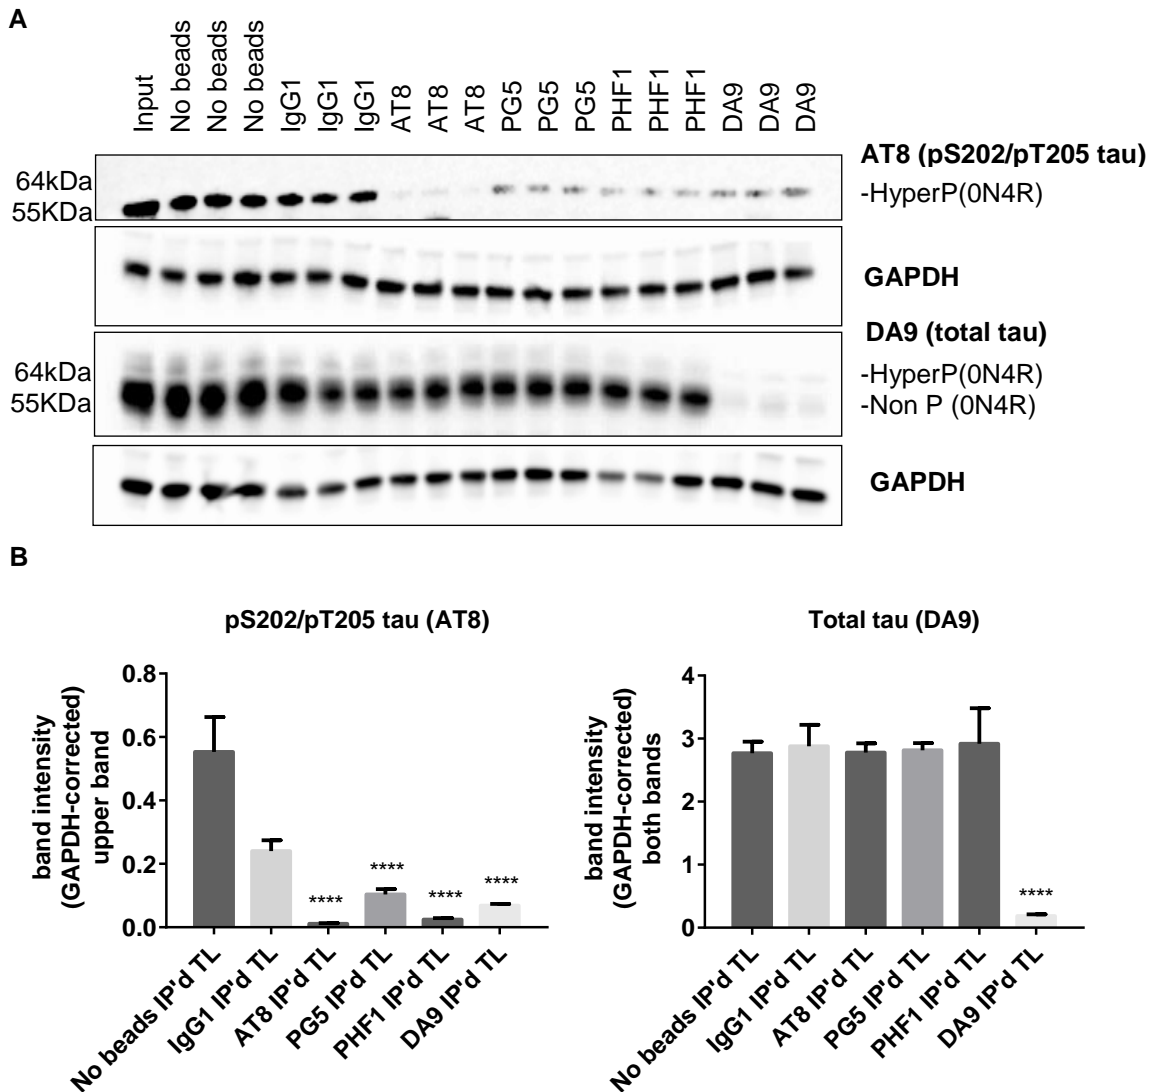 A
Input
No beads
No beads
No beads
IgG1
IgG1
IgG1
AT8
AT8
AT8
PG5
PG5
PG5
PHF1
PHF1
PHF1
DA9
DA9
DA9
AT8 (pS202/pT205 tau)
64kDa
-HyperP(0N4R)
55KDa
GAPDH
DA9 (total tau)
64kDa
-HyperP(0N4R)
55KDa
-Non P (0N4R)
GAPDH
B
pS202/pT205 tau (AT8)
band intensity
(GAPDH-corrected)
upper band
0.8
0.6
0.4
0.2
0.0
****
****
****
****
No beads IP'd TL
IgG1 IP'd TL
AT8 IP'd TL
PG5 IP'd TL
PHF1 IP'd TL
DA9 IP'd TL
Total tau (DA9)
band intensity
(GAPDH-corrected)
both bands
4
3
2
1
0
****
No beads IP'd TL
IgG1 IP'd TL
AT8 IP'd TL
PG5 IP'd TL
PHF1 IP'd TL
DA9 IP'd TL